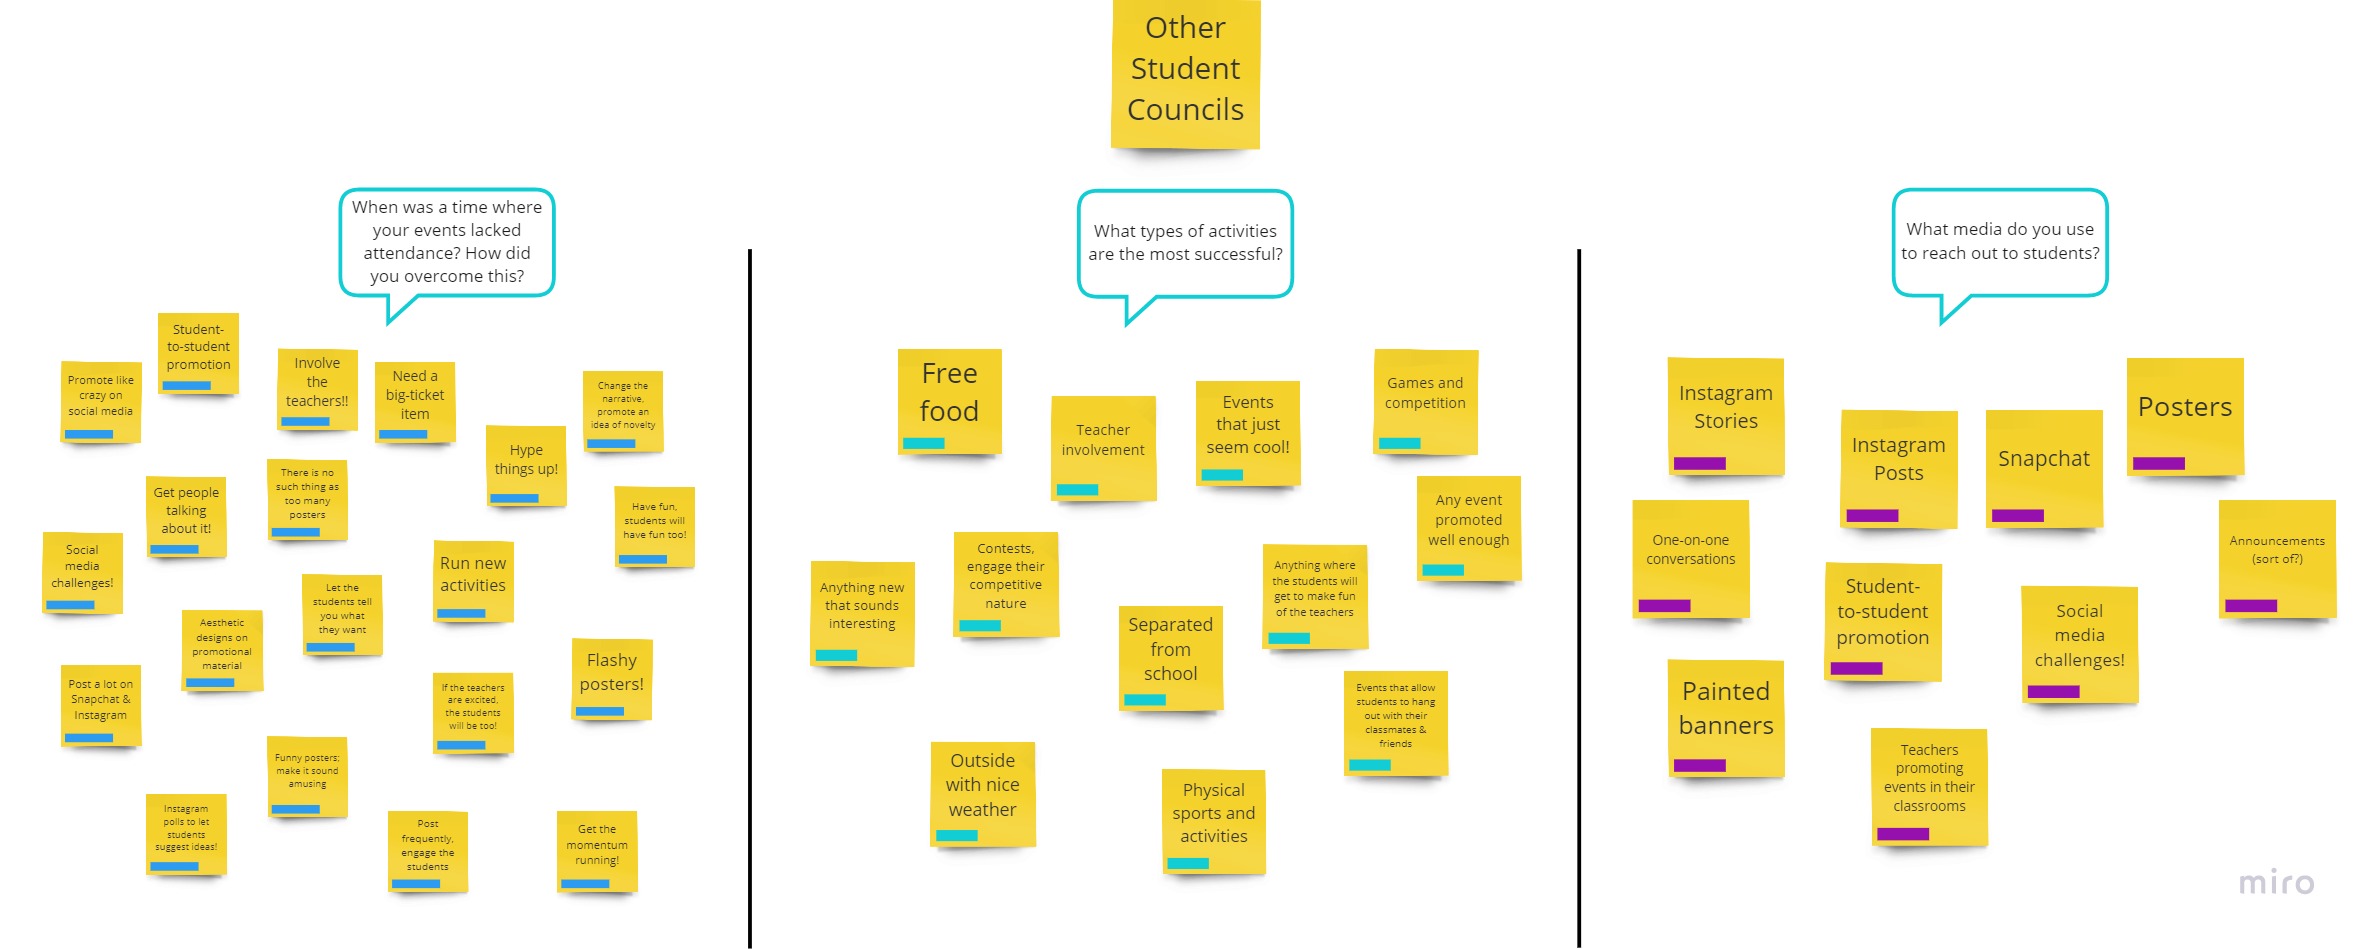 Other
Student
Councils
When was a time where
your events lacked
attendance? How did
you overcome this?
Student-
to-student
promotion
Involve
the
teachers!!
Need a
big-ticket
item
Promote like
crazy on
social media
Change the
narrative,
promote an
idea of novelty
Hype
things up!
There is no
such thing as
too many
posters
Get people
talking
about it!
Have fun,
students will
have fun too!
Social
media
challenges!
Run new
activities
Let the
students tell
you what
they want
Aesthetic
designs on
promotional
material
Flashy
posters!
Post a lot on
Snapchat &
Instagram
If the teachers
are excited,
the students
will be too!
Funny posters;
make it sound
amusing
Instagram
polls to let
students
suggest ideas!
Post
frequently,
engage the
students
Get the
momentum
running!
What types of activities
are the most successful?
Free
food
Teacher
involvement
Events
that just
seem cool!
Games and
competition
Any event
promoted
well enough
Contests,
engage their
competitive
nature
Anything new
that sounds
interesting
Anything where
the students will
get to make fun
of the teachers
Separated
from
school
Events that allow
students to hang
out with their
classmates &
friends
Outside
with nice
weather
Physical
sports and
activities
What media do you use
to reach out to students?
Instagram
Stories
Instagram
Posts
Snapchat
Posters
One-on-one
conversations
Announcements
(sort of?)
Student-
to-student
promotion
Social
media
challenges!
Painted
banners
Teachers
promoting
events in their
classrooms
miro